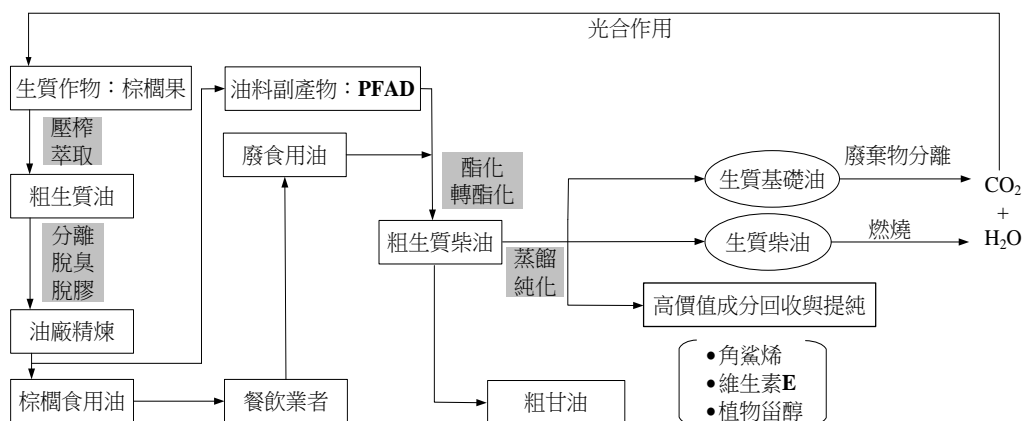 光合作用
生質作物：棕櫚果
油料副產物：PFAD
壓榨
萃取
廢食用油
酯化
轉酯化
廢棄物分離
生質基礎油
粗生質油
CO2
+
H2O
分離
脫臭
脫膠
粗生質柴油
生質柴油
燃燒
蒸餾
純化
高價值成分回收與提純
油廠精煉
●角鯊烯
●維生素E
●植物甾醇
棕櫚食用油
餐飲業者
粗甘油